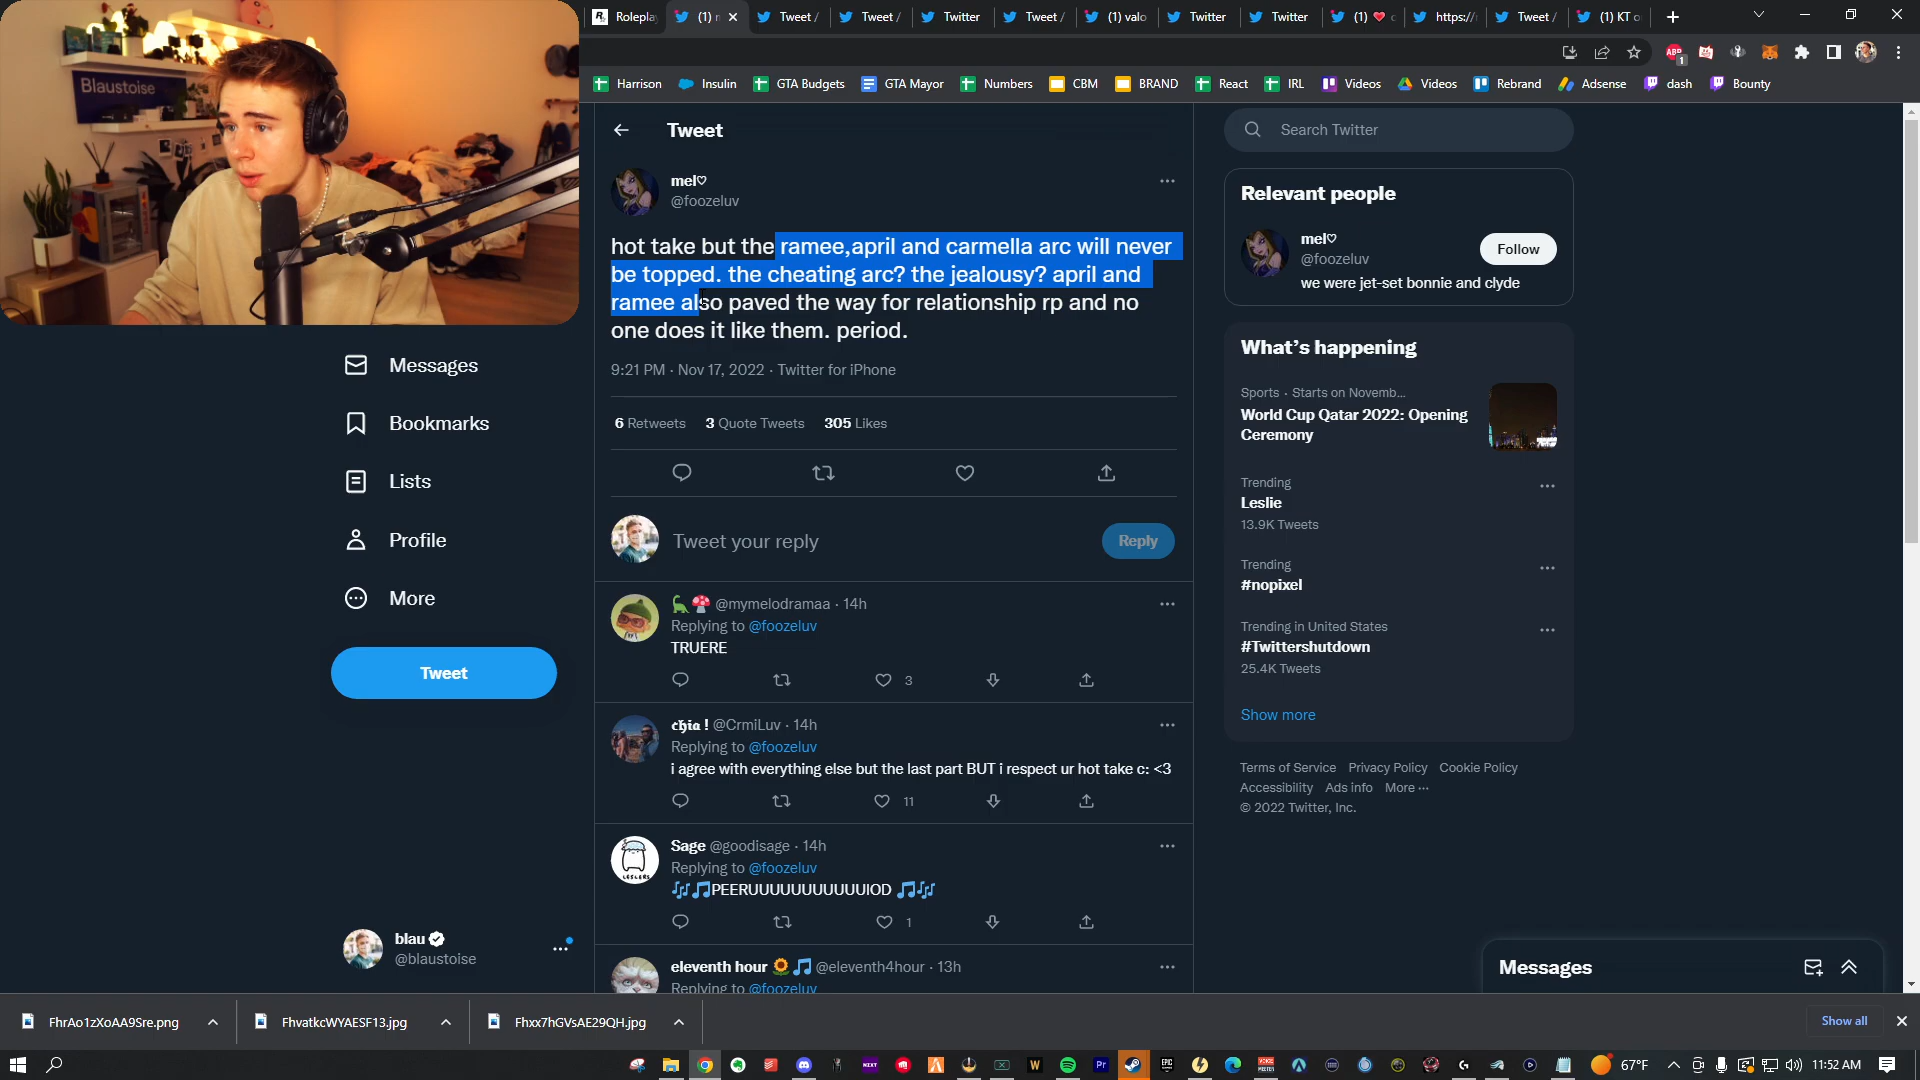 Blaustoise
Roleplay
(1) r
Tweet /
Tweet /
Twitter
Tweet /
(1) valo
Twitter
Twitter
(1) ❤️ c
https://
Tweet /
(1) KT o
Harrison
Insulin
GTA Budgets
GTA Mayor
Numbers
CBM
BRAND
React
IRL
Videos
Videos
Rebrand
Adsense
dash
Bounty
Tweet
Search Twitter
mel♡
@foozeluv
hot take but the ramee,april and carmella arc will never
be topped. the cheating arc? the jealousy? april and
ramee also paved the way for relationship rp and no
one does it like them. period.
9:21 PM · Nov 17, 2022 · Twitter for iPhone
6 Retweets 3 Quote Tweets 305 Likes
Tweet your reply
Reply
🦕🍄 @mymelodramaa · 14h
Replying to @foozeluv
TRUERE
3
𝖈𝖍𝖎𝖆 ! @CrmiLuv · 14h
Replying to @foozeluv
i agree with everything else but the last part BUT i respect ur hot take c: <3
11
Sage @goodisage · 14h
Replying to @foozeluv
🎶🎵PEERUUUUUUUUUUUIOD 🎵🎶
1
eleventh hour 🌻🎵 @eleventh4hour · 13h
Replying to @foozeluv
Relevant people
mel♡
@foozeluv
Follow
we were jet-set bonnie and clyde
What's happening
Sports · Starts on Novemb...
World Cup Qatar 2022: Opening
Ceremony
Trending
Leslie
13.9K Tweets
Trending
#nopixel
Trending in United States
#Twittershutdown
25.4K Tweets
Show more
Terms of Service Privacy Policy Cookie Policy
Accessibility Ads info More ···
© 2022 Twitter, Inc.
Messages
Bookmarks
Lists
Profile
More
Tweet
blau
@blaustoise
Messages
FhrAo1zXoAA9Sre.png
FhvatkcWYAESF13.jpg
Fhxx7hGVsAE29QH.jpg
Show all
67°F
11:52 AM